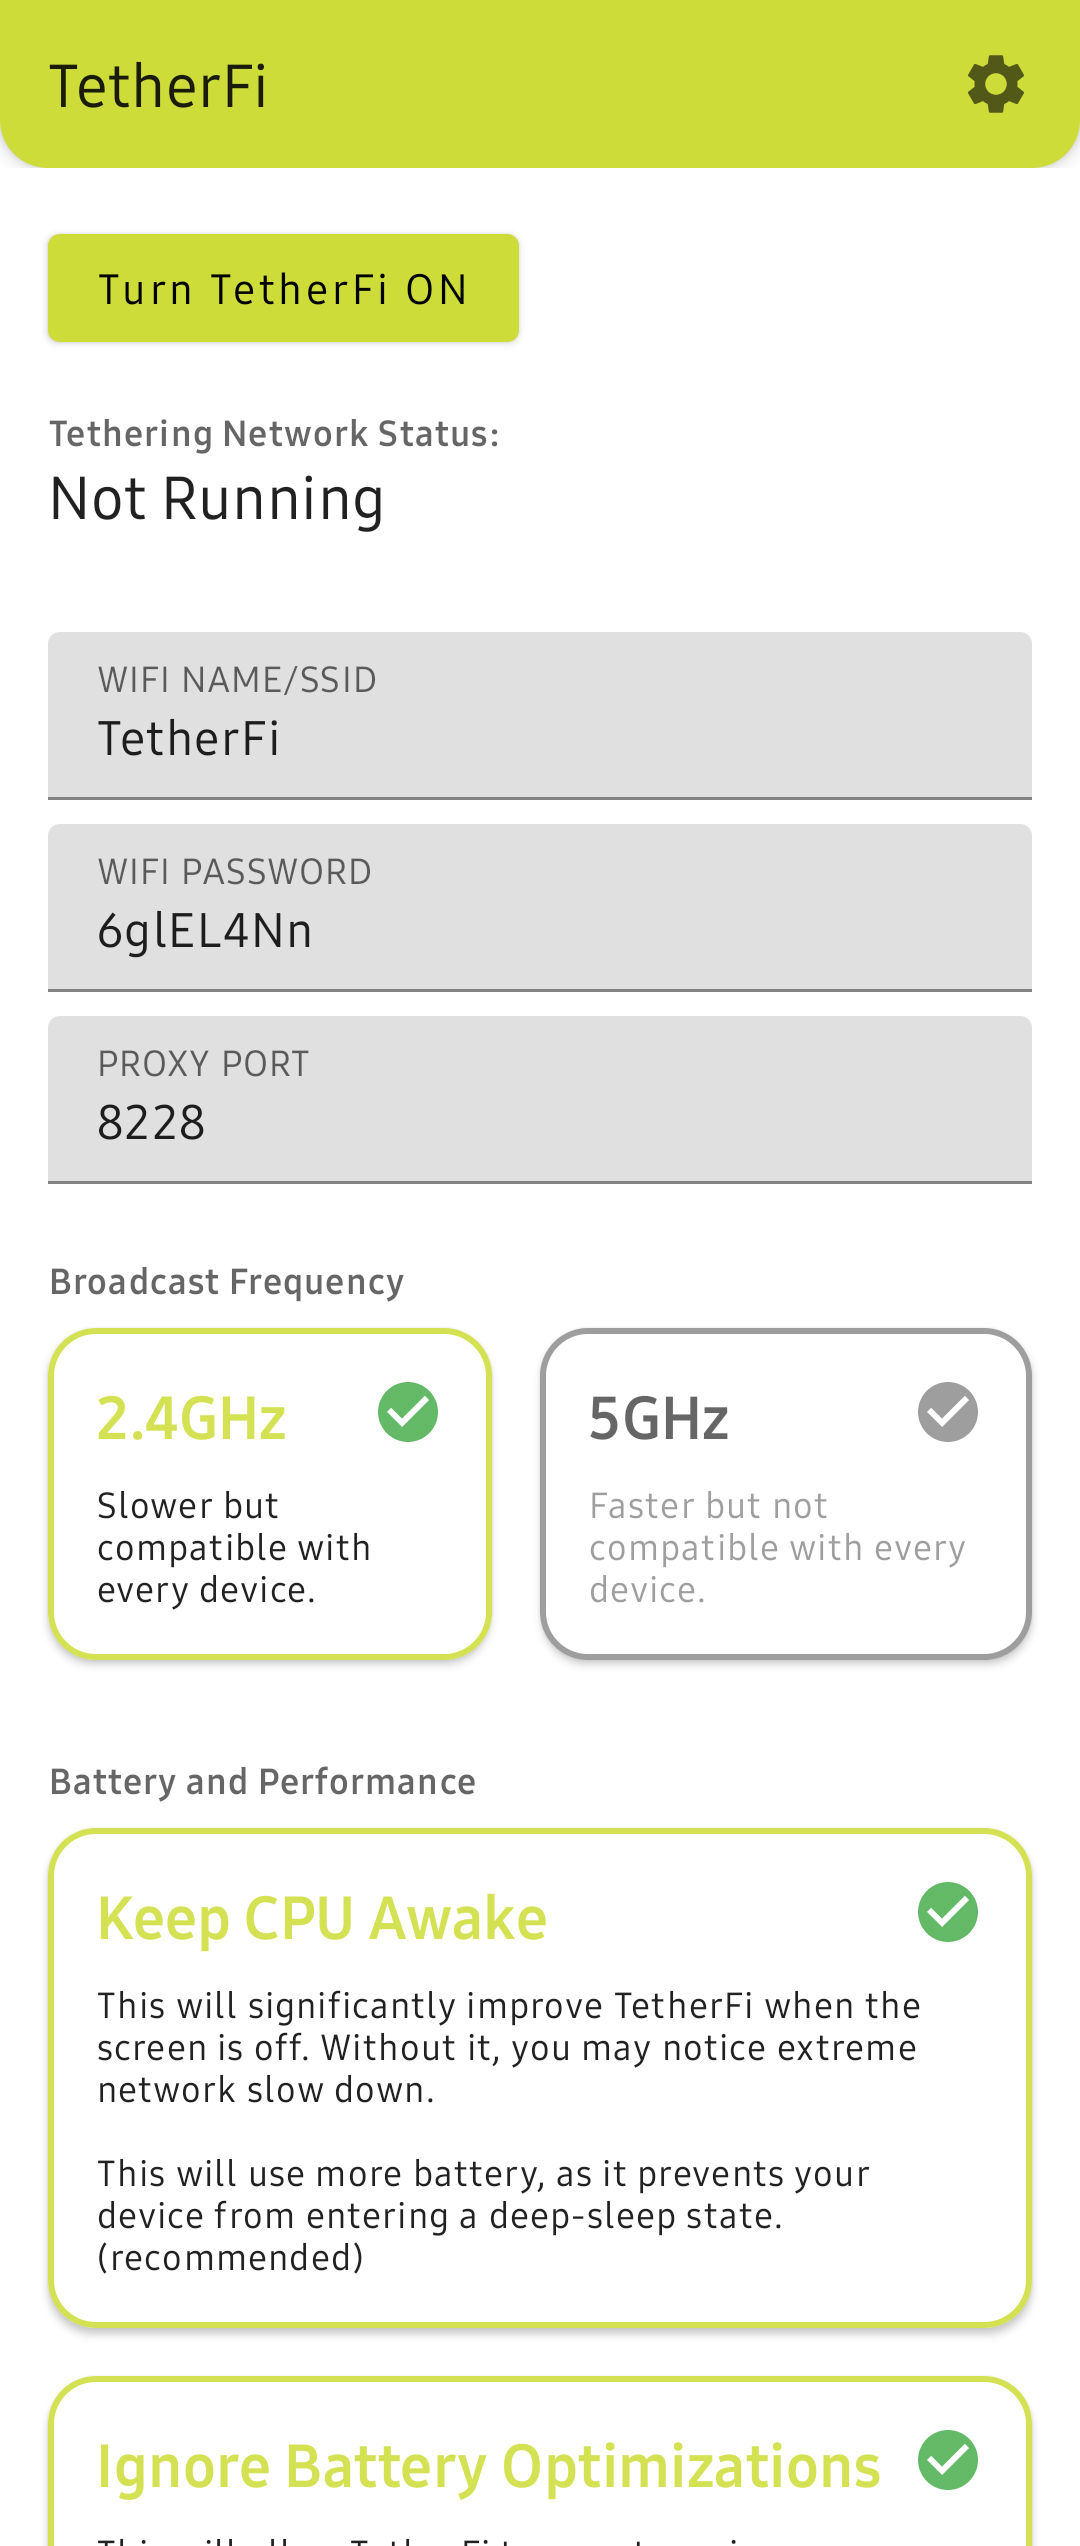 TetherFi
Turn TetherFi ON
Tethering Network Status:
Not Running
WIFI NAME/SSID
TetherFi
WIFI PASSWORD
6glEL4Nn
PROXY PORT
8228
Broadcast Frequency
2.4GHz
Slower but
compatible with
every device.
5GHz
Faster but not
compatible with every
device.
Battery and Performance
Keep CPU Awake
This will significantly improve TetherFi when the
screen is off. Without it, you may notice extreme
network slow down.
This will use more battery, as it prevents your
device from entering a deep-sleep state.
(recommended)
Ignore Battery Optimizations